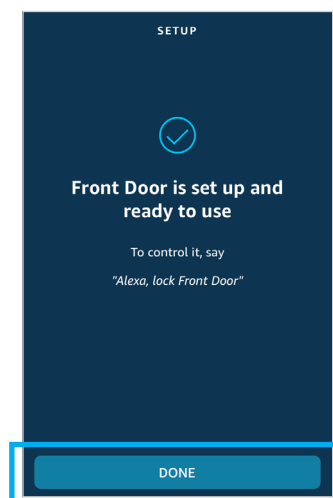 SETUP
Front Door is set up and
ready to use
To control it, say
"Alexa, lock Front Door"
DONE